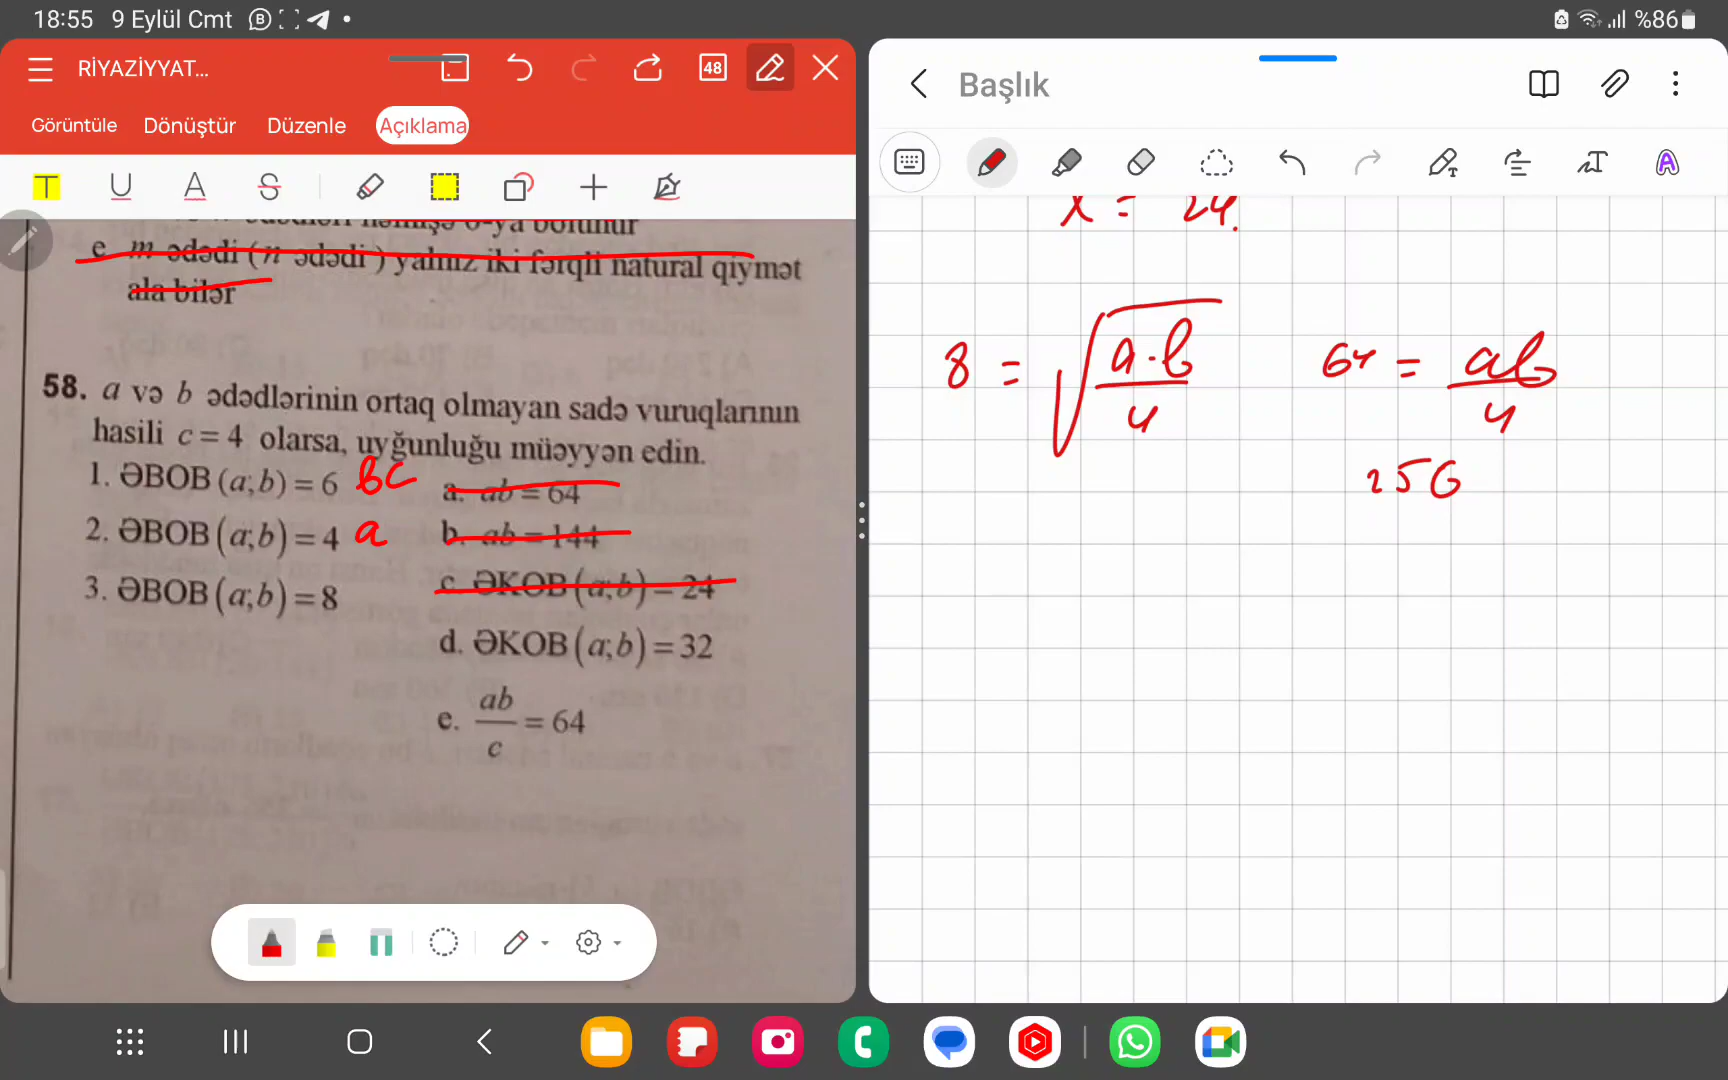 18:55 9 Eylül Cmt %86
RİYAZİYYAT... 48
Görüntüle Dönüştür Düzenle Açıklama
e. m ədədi (n ədədi) yalnız iki fərqli natural qiymət
ala bilər
58. a və b ədədlərinin ortaq olmayan sadə vuruqlarının
hasili c = 4 olarsa, uyğunluğu müəyyən edin.
1. ƏBOB (a;b) = 6 bc
a. ab = 64
2. ƏBOB (a;b) = 4 a
b. ab = 144
3. ƏBOB (a;b) = 8
c. ƏKOB (a;b) = 24
d. ƏKOB (a;b) = 32
e. ab/c = 64
Başlık
x = 24.
8 = √(a·b/4) 64 = ab/4
256